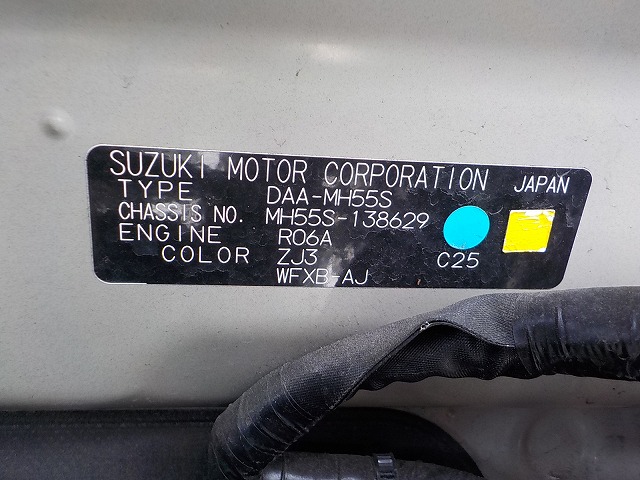 SUZUKI MOTOR CORPORATION JAPAN
TYPE DAA-MH55S
CHASSIS NO. MH55S-138629
ENGINE R06A
COLOR ZJ3 C25
WFXB-AJ